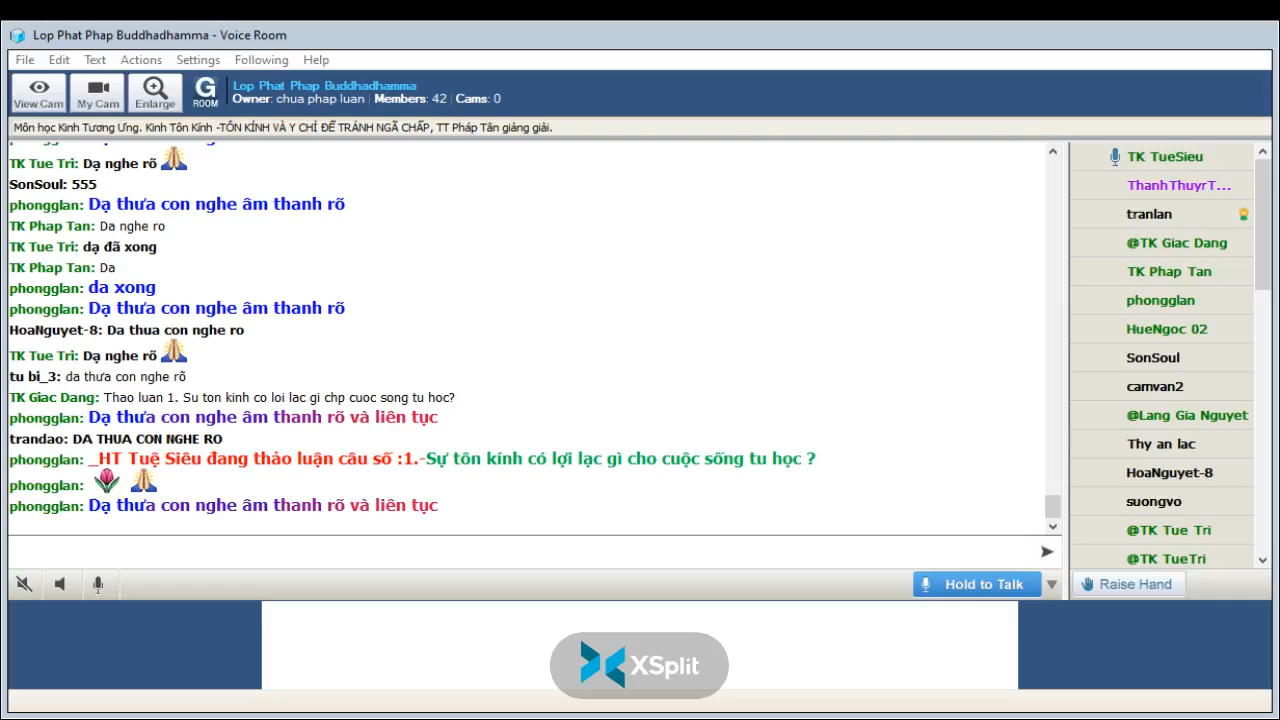 Lop Phat Phap Buddhadhamma - Voice Room
File Edit Text Actions Settings Following Help
View Cam My Cam Enlarge G ROOM
Lop Phat Phap Buddhadhamma
Owner: chua phap luan | Members: 42 | Cams: 0
Môn học Kinh Tương Ưng. Kinh Tôn Kính -TÔN KÍNH VÀ Y CHỈ ĐỂ TRÁNH NGÃ CHẤP, TT Pháp Tân giảng giải.
TK Tue Tri: Dạ nghe rõ
SonSoul: 555
phongglan: Dạ thưa con nghe âm thanh rõ
TK Phap Tan: Da nghe ro
TK Tue Tri: dạ đã xong
TK Phap Tan: Da
phongglan: da xong
phongglan: Dạ thưa con nghe âm thanh rõ
HoaNguyet-8: Da thua con nghe ro
TK Tue Tri: Dạ nghe rõ
tu bi_3: da thưa con nghe rõ
TK Giac Dang: Thao luan 1. Su ton kinh co loi lac gi chp cuoc song tu hoc?
phongglan: Dạ thưa con nghe âm thanh rõ và liên tục
trandao: DA THUA CON NGHE RO
phongglan: _HT Tuệ Siêu đang thảo luận câu số :1.-Sự tôn kính có lợi lạc gì cho cuộc sống tu học ?
phongglan:
phongglan: Dạ thưa con nghe âm thanh rõ và liên tục
TK TueSieu
ThanhThuyrT...
tranlan
@TK Giac Dang
TK Phap Tan
phongglan
HueNgoc 02
SonSoul
camvan2
@Lang Gia Nguyet
Thy an lac
HoaNguyet-8
suongvo
@TK Tue Tri
@TK TueTri
Hold to Talk
Raise Hand
XSplit